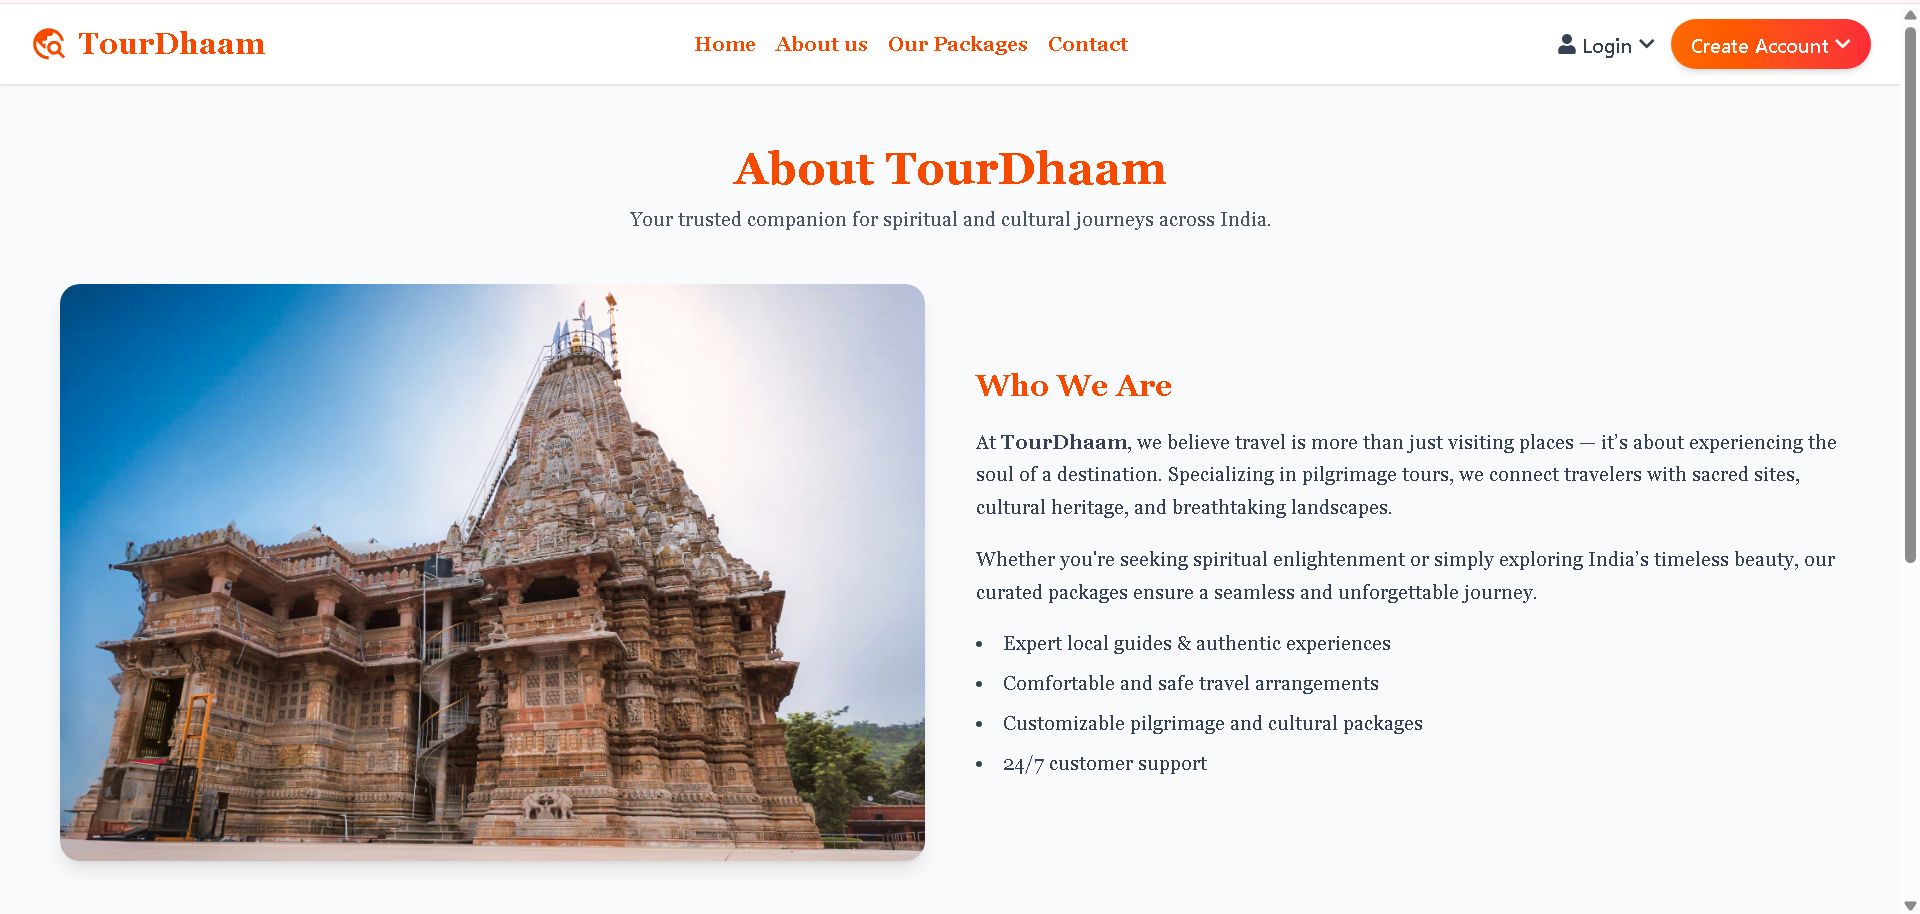 TourDhaam
Home About us Our Packages Contact
Login
Create Account
About TourDhaam
Your trusted companion for spiritual and cultural journeys across India.
Who We Are
At TourDhaam, we believe travel is more than just visiting places — it’s about experiencing the
soul of a destination. Specializing in pilgrimage tours, we connect travelers with sacred sites,
cultural heritage, and breathtaking landscapes.
Whether you're seeking spiritual enlightenment or simply exploring India’s timeless beauty, our
curated packages ensure a seamless and unforgettable journey.
• Expert local guides & authentic experiences
• Comfortable and safe travel arrangements
• Customizable pilgrimage and cultural packages
• 24/7 customer support